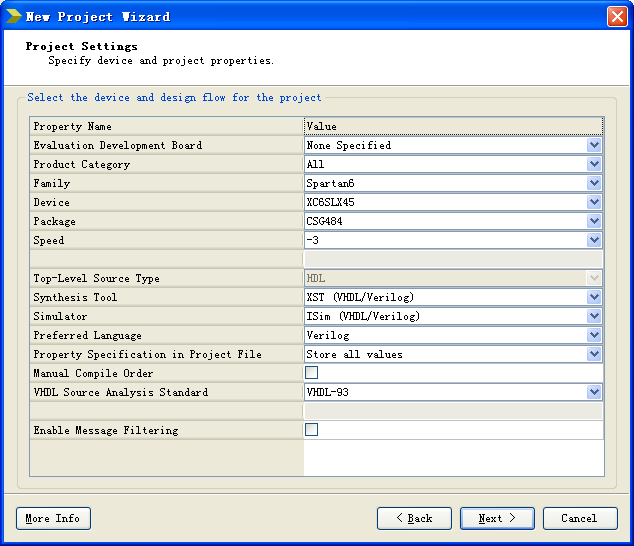 New Project Wizard
Project Settings
Specify device and project properties.
Select the device and design flow for the project
Property Name Value
Evaluation Development Board None Specified
Product Category All
Family Spartan6
Device XC6SLX45
Package CSG484
Speed -3
Top-Level Source Type HDL
Synthesis Tool XST (VHDL/Verilog)
Simulator ISim (VHDL/Verilog)
Preferred Language Verilog
Property Specification in Project File Store all values
Manual Compile Order
VHDL Source Analysis Standard VHDL-93
Enable Message Filtering
More Info < Back Next > Cancel